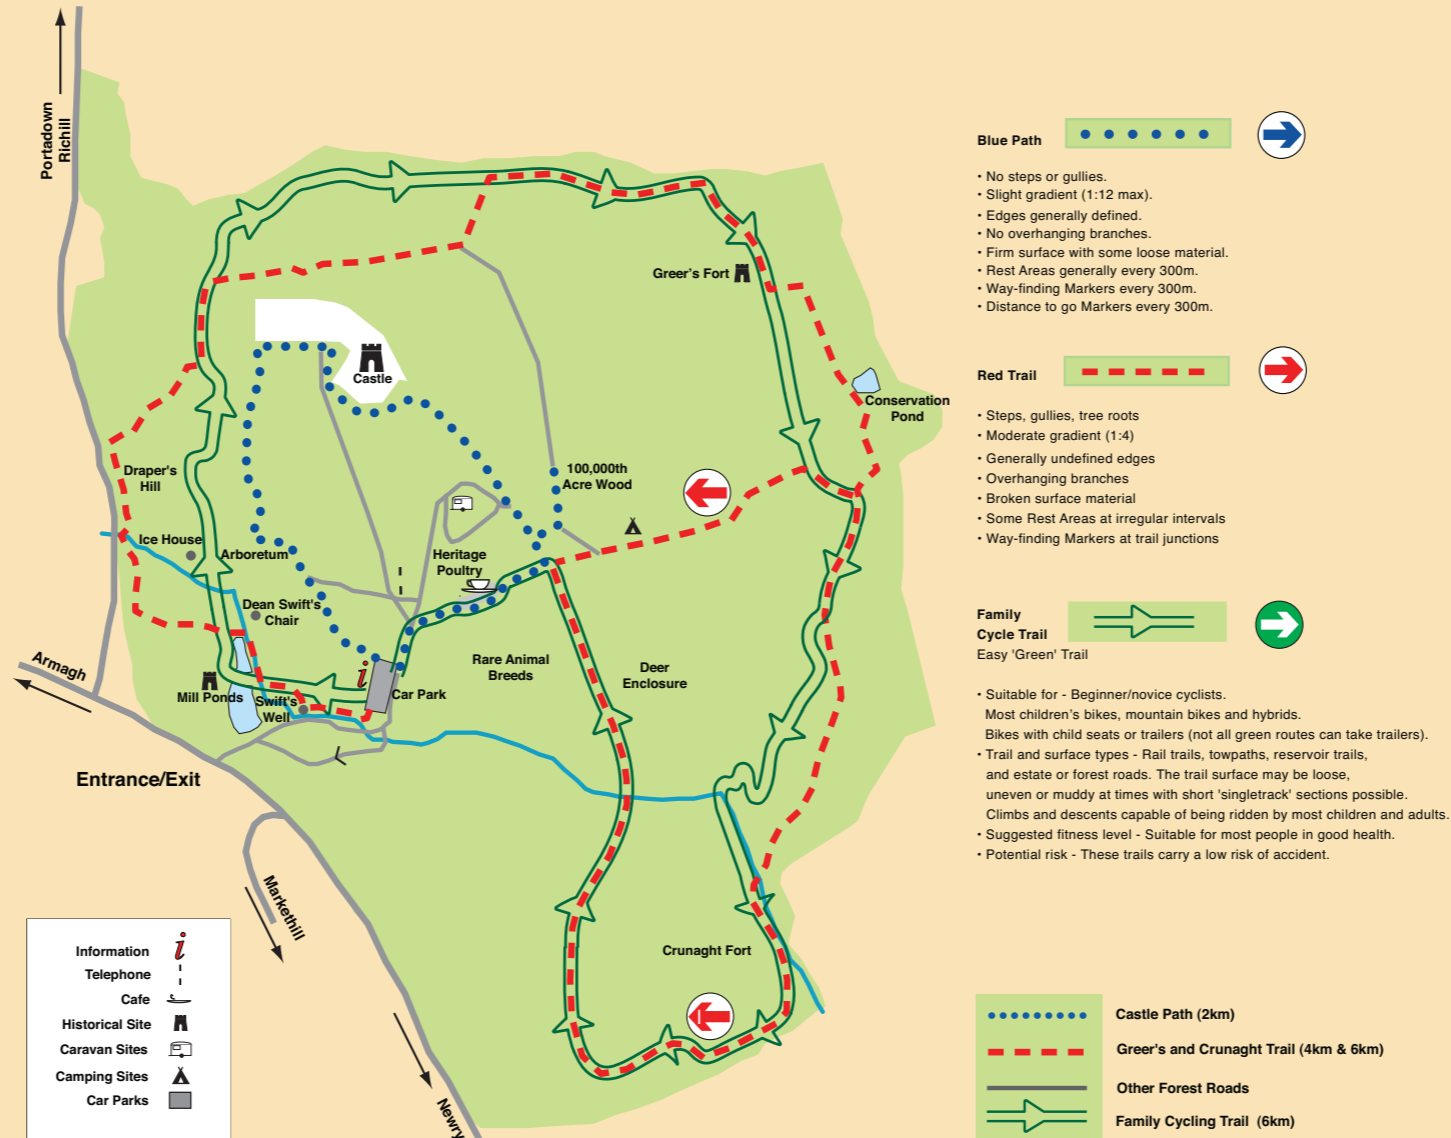 Portadown
Richill
Greer's Fort
Castle
Conservation
Pond
Draper's
Hill
100,000th
Acre Wood
Ice House
Arboretum
Heritage
Poultry
Dean Swift's
Chair
Rare Animal
Breeds
Deer
Enclosure
Armagh
Mill Ponds
Swift's
Well
i
Car Park
Entrance/Exit
Markethill
Crunaght Fort
Newry
Information i
Telephone
Cafe
Historical Site
Caravan Sites
Camping Sites
Car Parks
Blue Path
• No steps or gullies.
• Slight gradient (1:12 max).
• Edges generally defined.
• No overhanging branches.
• Firm surface with some loose material.
• Rest Areas generally every 300m.
• Way-finding Markers every 300m.
• Distance to go Markers every 300m.
Red Trail
• Steps, gullies, tree roots
• Moderate gradient (1:4)
• Generally undefined edges
• Overhanging branches
• Broken surface material
• Some Rest Areas at irregular intervals
• Way-finding Markers at trail junctions
Family
Cycle Trail
Easy 'Green' Trail
• Suitable for - Beginner/novice cyclists.
Most children's bikes, mountain bikes and hybrids.
Bikes with child seats or trailers (not all green routes can take trailers).
• Trail and surface types - Rail trails, towpaths, reservoir trails,
and estate or forest roads. The trail surface may be loose,
uneven or muddy at times with short 'singletrack' sections possible.
Climbs and descents capable of being ridden by most children and adults.
• Suggested fitness level - Suitable for most people in good health.
• Potential risk - These trails carry a low risk of accident.
Castle Path (2km)
Greer's and Crunaght Trail (4km & 6km)
Other Forest Roads
Family Cycling Trail (6km)